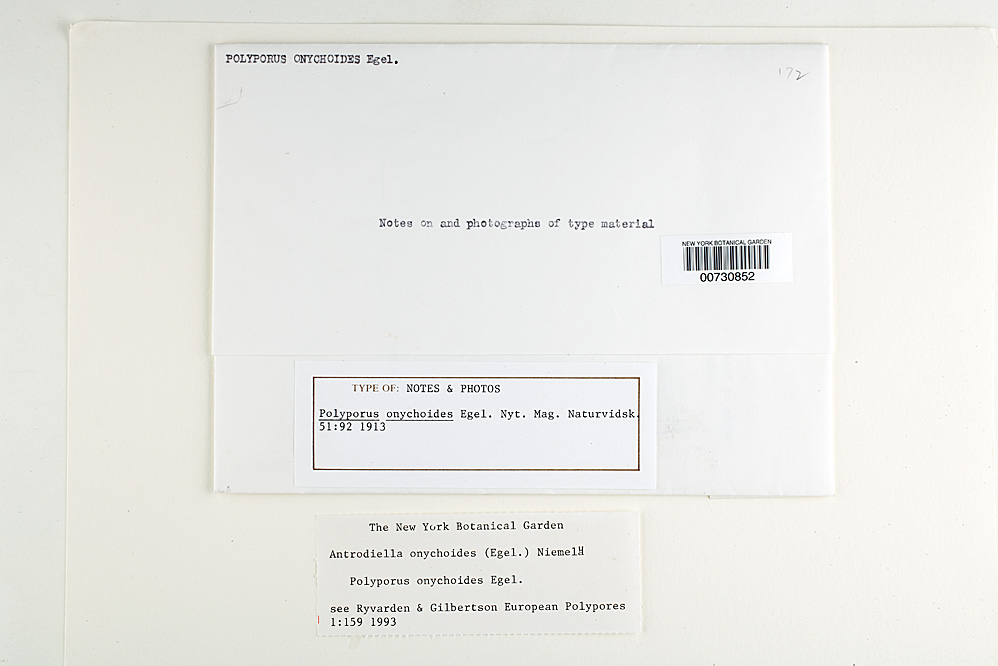 POLYPORUS ONYCHOIDES Egel.
172
Notes on and photographs of type material
NEW YORK BOTANICAL GARDEN
00730852
TYPE OF: NOTES & PHOTOS
Polyporus onychoides Egel. Nyt. Mag. Naturvidsk.
51:92 1913
The New York Botanical Garden
Antrodiella onychoides (Egel.) Niemelä
Polyporus onychoides Egel.
see Ryvarden & Gilbertson European Polypores
1:159 1993